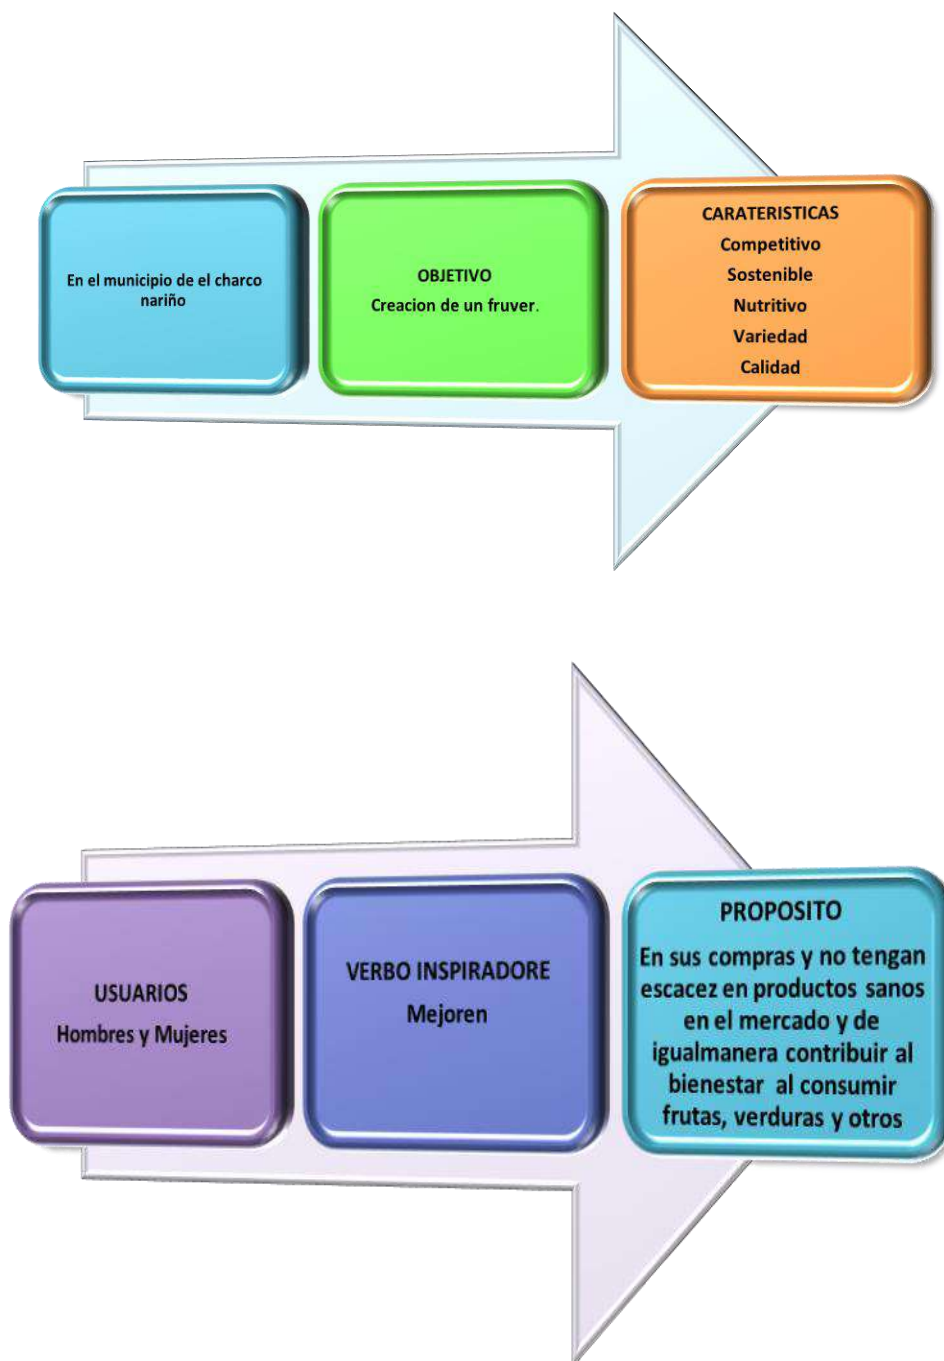 En el municipio de el charco
nariño
OBJETIVO
Creacion de un fruver.
CARATERISTICAS
Competitivo
Sostenible
Nutritivo
Variedad
Calidad
USUARIOS
Hombres y Mujeres
VERBO INSPIRADORE
Mejoren
PROPOSITO
En sus compras y no tengan
escacez en productos sanos
en el mercado y de
igualmanera contribuir al
bienestar al consumir
frutas, verduras y otros